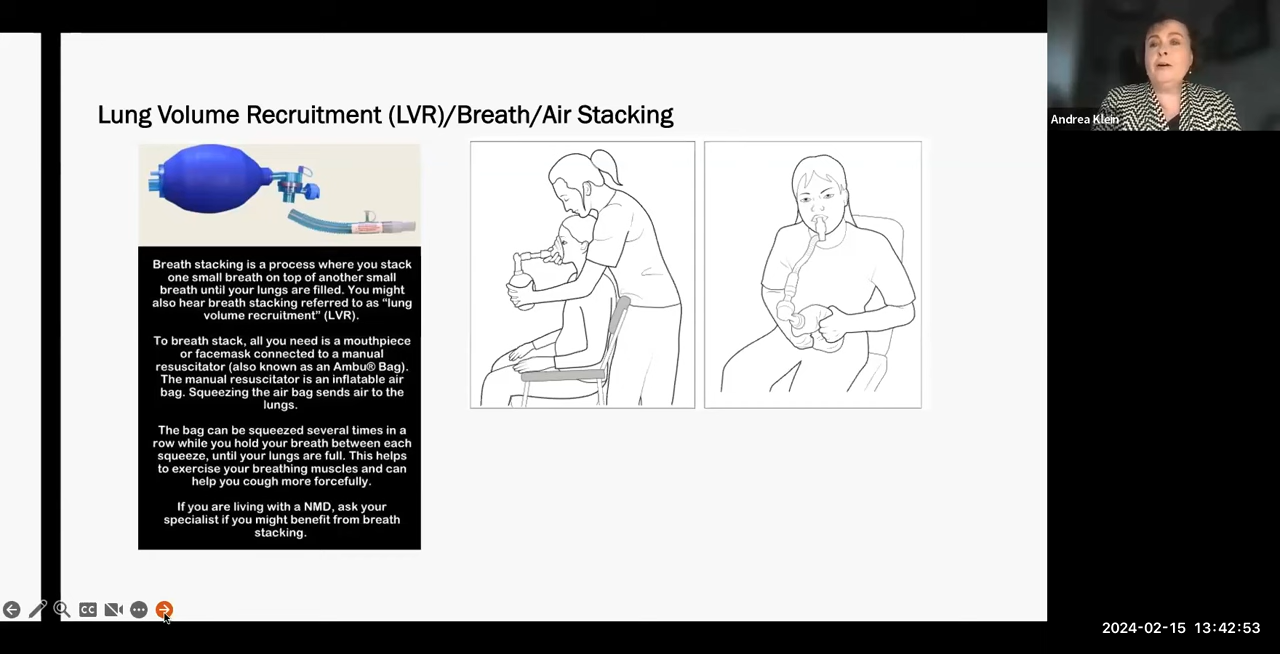 Lung Volume Recruitment (LVR)/Breath/Air Stacking
Breath stacking is a process where you stack
one small breath on top of another small
breath until your lungs are filled. You might
also hear breath stacking referred to as “lung
volume recruitment” (LVR).
To breath stack, all you need is a mouthpiece
or facemask connected to a manual
resuscitator (also known as an Ambu® Bag).
The manual resuscitator is an inflatable air
bag. Squeezing the air bag sends air to the
lungs.
The bag can be squeezed several times in a
row while you hold your breath between each
squeeze, until your lungs are full. This helps
to exercise your breathing muscles and can
help you cough more forcefully.
If you are living with a NMD, ask your
specialist if you might benefit from breath
stacking.
Andrea Klein
CC
2024-02-15 13:42:53